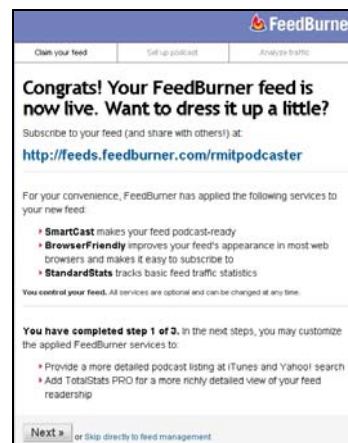 FeedBurne
Claim your feed
Set up podcast
Analyze traffic
Congrats! Your FeedBurner feed is
now live. Want to dress it up a little?
Subscribe to your feed (and share with others!) at:
http://feeds.feedburner.com/rmitpodcaster
For your convenience, FeedBurner has applied the following services to
your new feed:
SmartCast makes your feed podcast-ready
BrowserFriendly improves your feed's appearance in most web
browsers and makes it easy to subscribe to
StandardStats tracks basic feed traffic statistics
You control your feed. All services are optional and can be changed at any time.
You have completed step 1 of 3. In the next steps, you may customize
the applied FeedBurner services to:
Provide a more detailed podcast listing at iTunes and Yahoo! search
Add TotalStats PRO for a more richly detailed view of your feed
readership
Next » or Skip directly to feed management